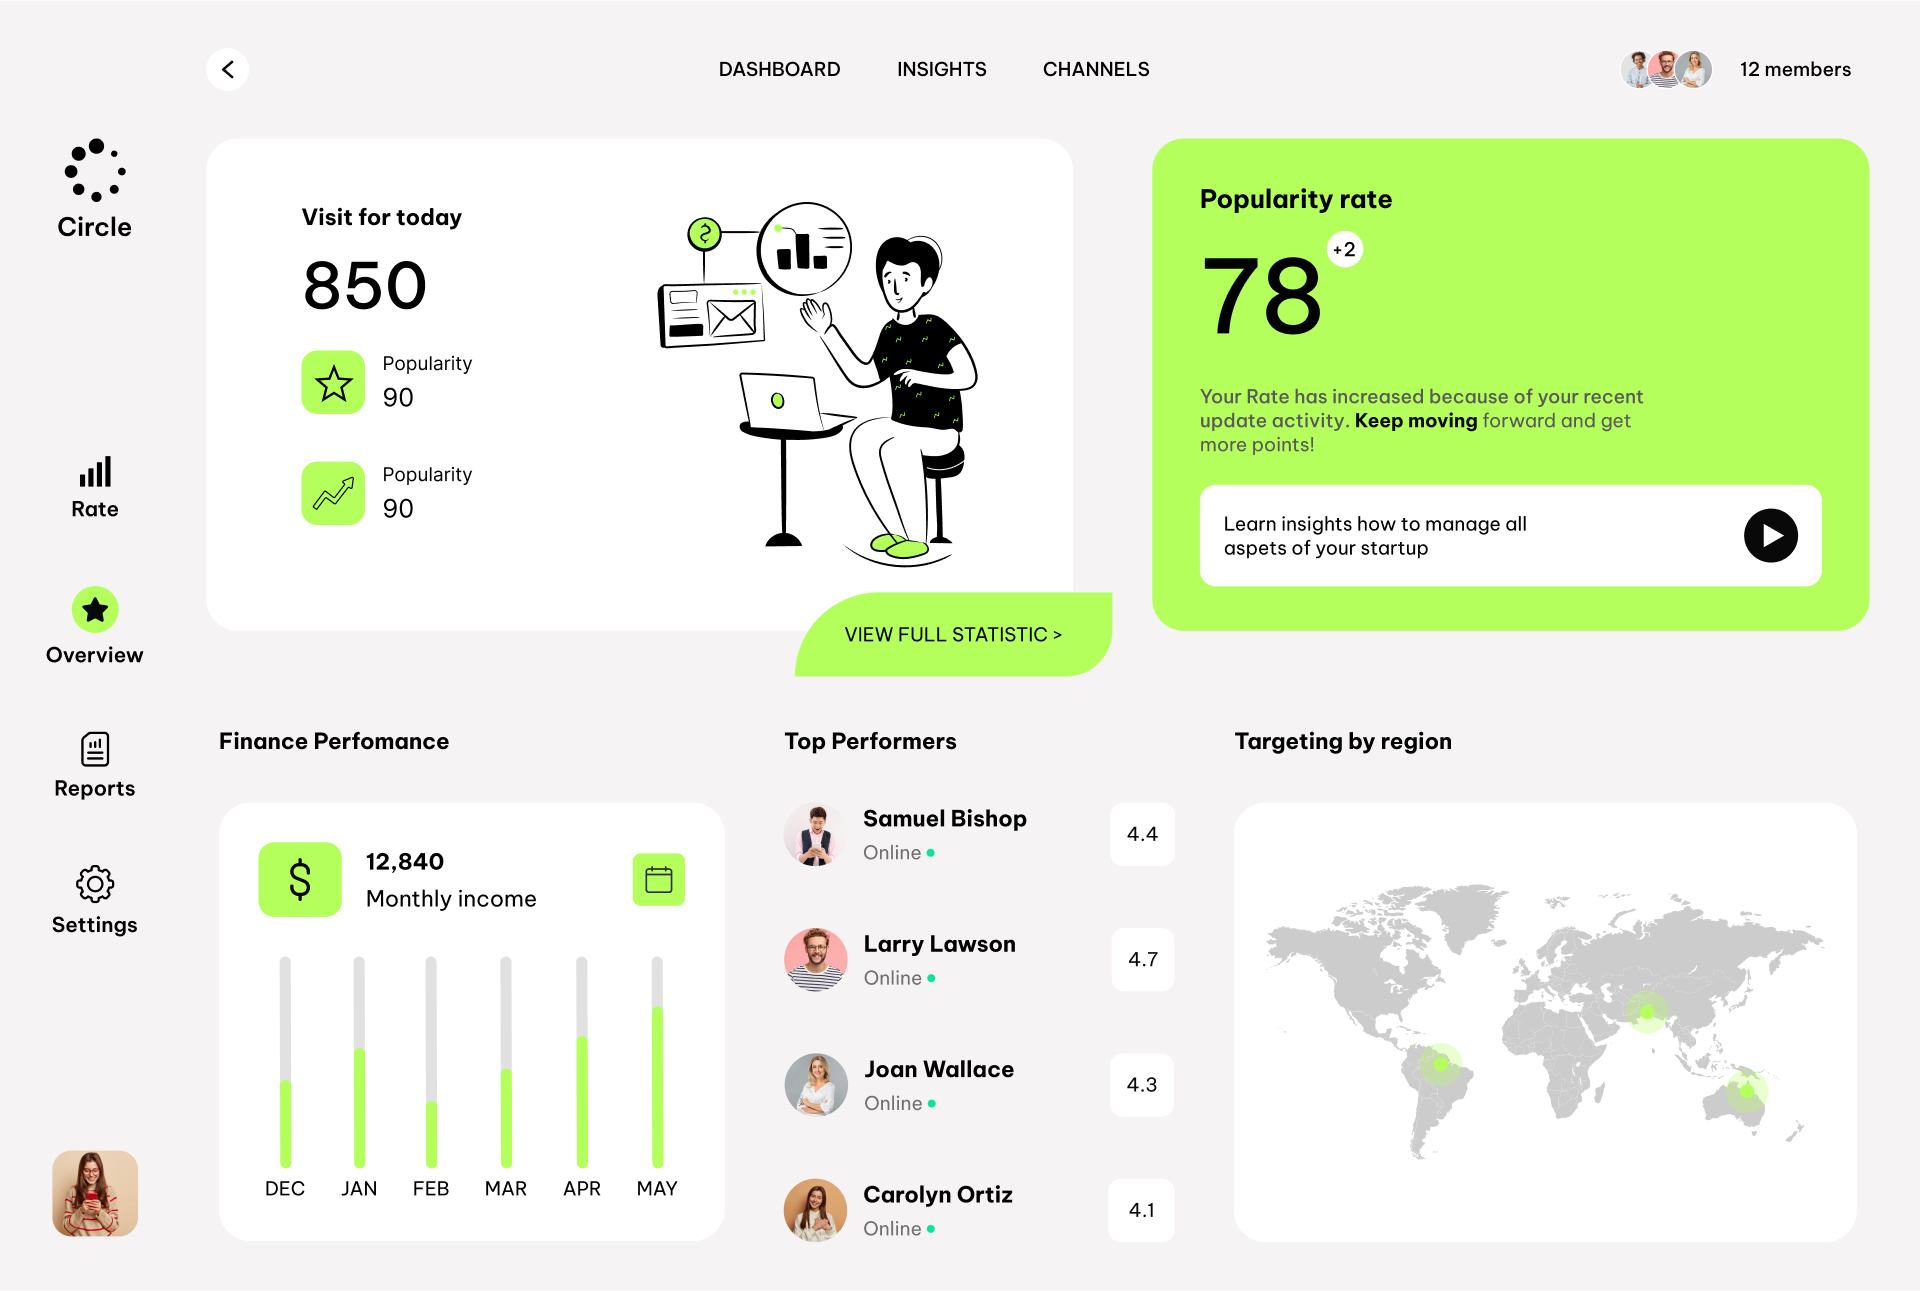 DASHBOARD
INSIGHTS
CHANNELS
12 members
Circle
Rate
Overview
Reports
Settings
Visit for today
850
Popularity
90
Popularity
90
VIEW FULL STATISTIC >
Popularity rate
78
+2
Your Rate has increased because of your recent
update activity. Keep moving forward and get
more points!
Learn insights how to manage all
aspets of your startup
Finance Perfomance
$
12,840
Monthly income
DEC
JAN
FEB
MAR
APR
MAY
Top Performers
Samuel Bishop
Online
4.4
Larry Lawson
Online
4.7
Joan Wallace
Online
4.3
Carolyn Ortiz
Online
4.1
Targeting by region